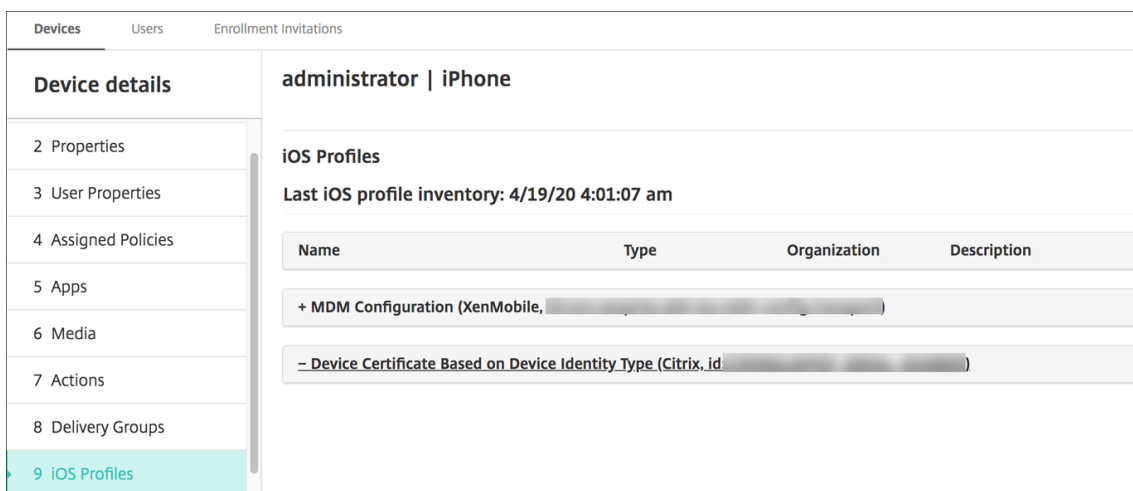 Devices Users Enrollment Invitations
Device details
2 Properties
3 User Properties
4 Assigned Policies
5 Apps
6 Media
7 Actions
8 Delivery Groups
9 iOS Profiles
administrator | iPhone
iOS Profiles
Last iOS profile inventory: 4/19/20 4:01:07 am
Name Type Organization Description
+ MDM Configuration (XenMobile, )
– Device Certificate Based on Device Identity Type (Citrix, id: )